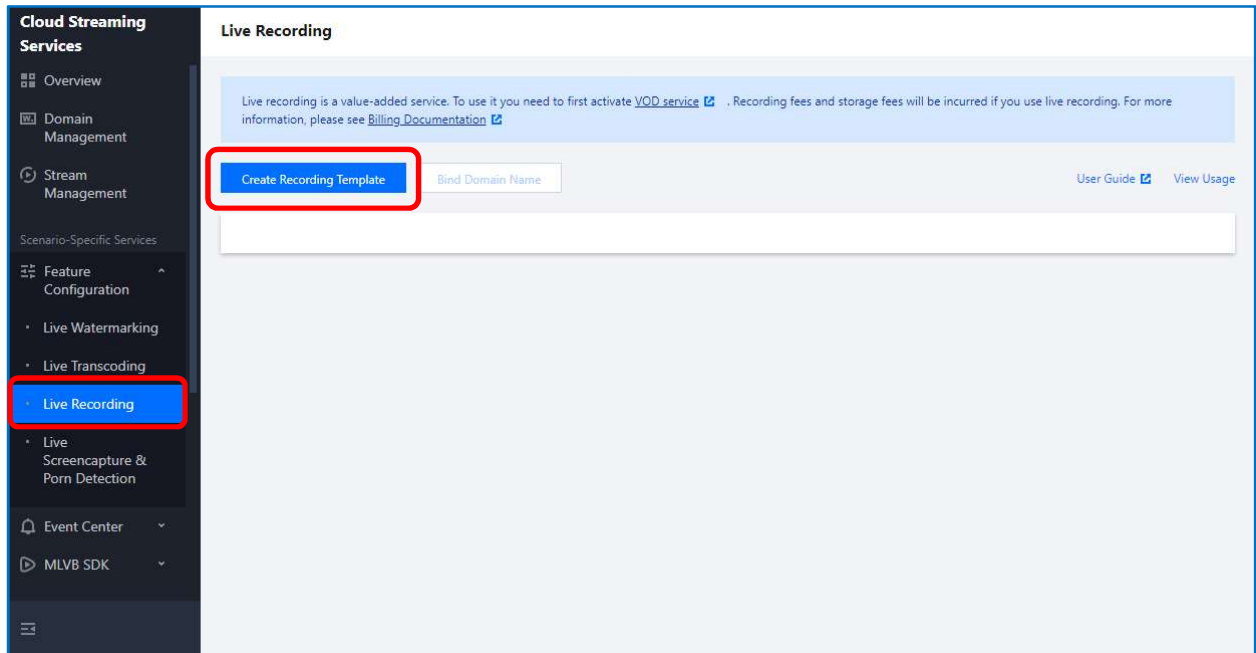 Cloud Streaming
Services
Overview
Domain
Management
Stream
Management
Scenario-Specific Services
Feature
Configuration
Live Watermarking
Live Transcoding
Live Recording
Live
Screencapture &
Porn Detection
Event Center
MLVB SDK
Live Recording
Live recording is a value-added service. To use it you need to first activate VOD service . Recording fees and storage fees will be incurred if you use live recording. For more
information, please see Billing Documentation
Create Recording Template Bind Domain Name User Guide View Usage